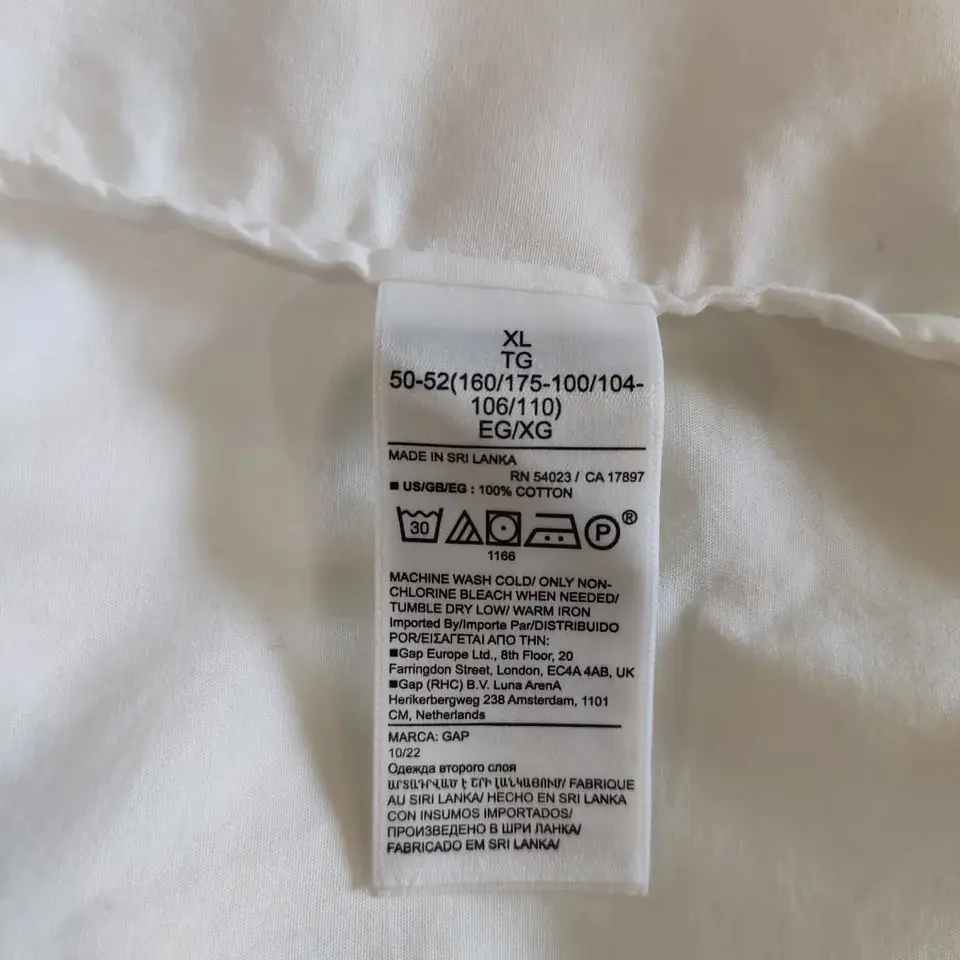 XL
TG
50-52(160/175-100/104-
106/110)
EG/XG
MADE IN SRI LANKA
RN 54023 / CA 17897
■ US/GB/EG : 100% COTTON
30 P ®
1166
MACHINE WASH COLD/ ONLY NON-
CHLORINE BLEACH WHEN NEEDED/
TUMBLE DRY LOW/ WARM IRON
Imported By/Importe Par/DISTRIBUIDO
POR/ΕΙΣΑΓΕΤΑΙ ΑΠΟ ΤΗΝ:
■Gap Europe Ltd., 8th Floor, 20
Farringdon Street, London, EC4A 4AB, UK
■Gap (RHC) B.V. Luna ArenA
Herikerbergweg 238 Amsterdam, 1101
CM, Netherlands
MARCA: GAP
10/22
Одежда второго слоя
ԱՐՏԱԴՐՎԱԾ Է ՇՐԻ ԼԱՆԿԱՅՈՒՄ/ FABRIQUE
AU SIRI LANKA/ HECHO EN SRI LANKA
CON INSUMOS IMPORTADOS/
ПРОИЗВЕДЕНО В ШРИ ЛАНКА/
FABRICADO EM SRI LANKA/